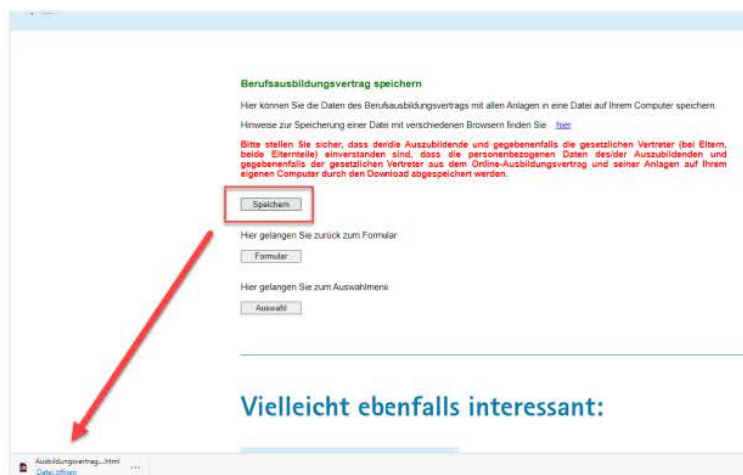 Berufsausbildungsvertrag speichern
Hier können Sie die Daten des Berufsausbildungsvertrags mit allen Anlagen in eine Datei auf Ihrem Computer speichern
Hinweise zur Speicherung einer Datei mit verschiedenen Browsern finden Sie hier
Bitte stellen Sie sicher, dass der/die Auszubildende und gegebenenfalls die gesetzlichen Vertreter (bei Eltern,
beide Elternteile) einverstanden sind, dass die personenbezogenen Daten des/der Auszubildenden und
gegebenenfalls der gesetzlichen Vertreter aus dem Online-Ausbildungsvertrag und seiner Anlagen auf Ihrem
eigenen Computer durch den Download abgespeichert werden.
Speichern
Hier gelangen Sie zurück zum Formular
Formular
Hier gelangen Sie zum Auswahlmenü
Auswahl
Vielleicht ebenfalls interessant:
Ausbildungsvertrag....html
Datei öffnen